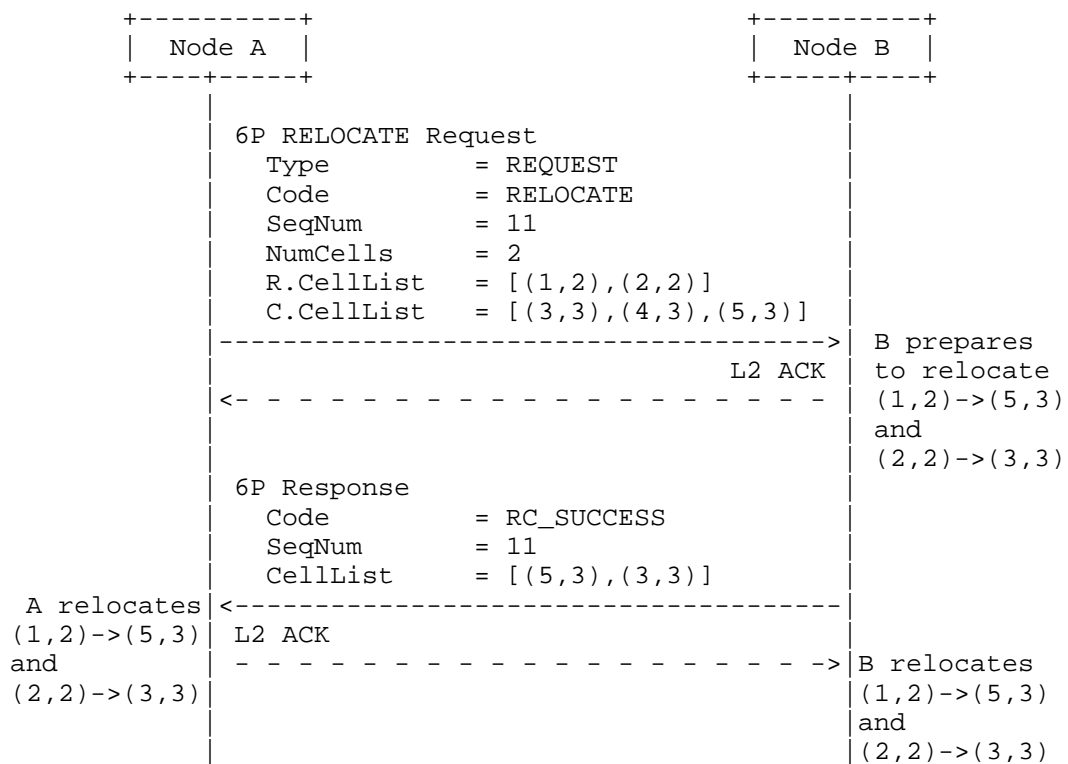 +-----------+                            +----------+
|  Node A  |                            |  Node B  |
+----+-----+                            +-----+----+
6P RELOCATE Request
Type = REQUEST
Code = RELOCATE
SeqNum = 11
NumCells = 2
R.CellList = [(1,2),(2,2)]
C.CellList = [(3,3),(4,3),(5,3)]
|-------------------------------------->| B prepares
L2 ACK | to relocate
|<- - - - - - - - - - - - - - - - - - - | (1,2)->(5,3)
and
(2,2)->(3,3)
6P Response
Code = RC_SUCCESS
SeqNum = 11
CellList = [(5,3),(3,3)]
A relocates|<--------------------------------------|
(1,2)->(5,3)| L2 ACK
and | - - - - - - - - - - - - - - - - - - ->|B relocates
(2,2)->(3,3)| |(1,2)->(5,3)
|and
|(2,2)->(3,3)